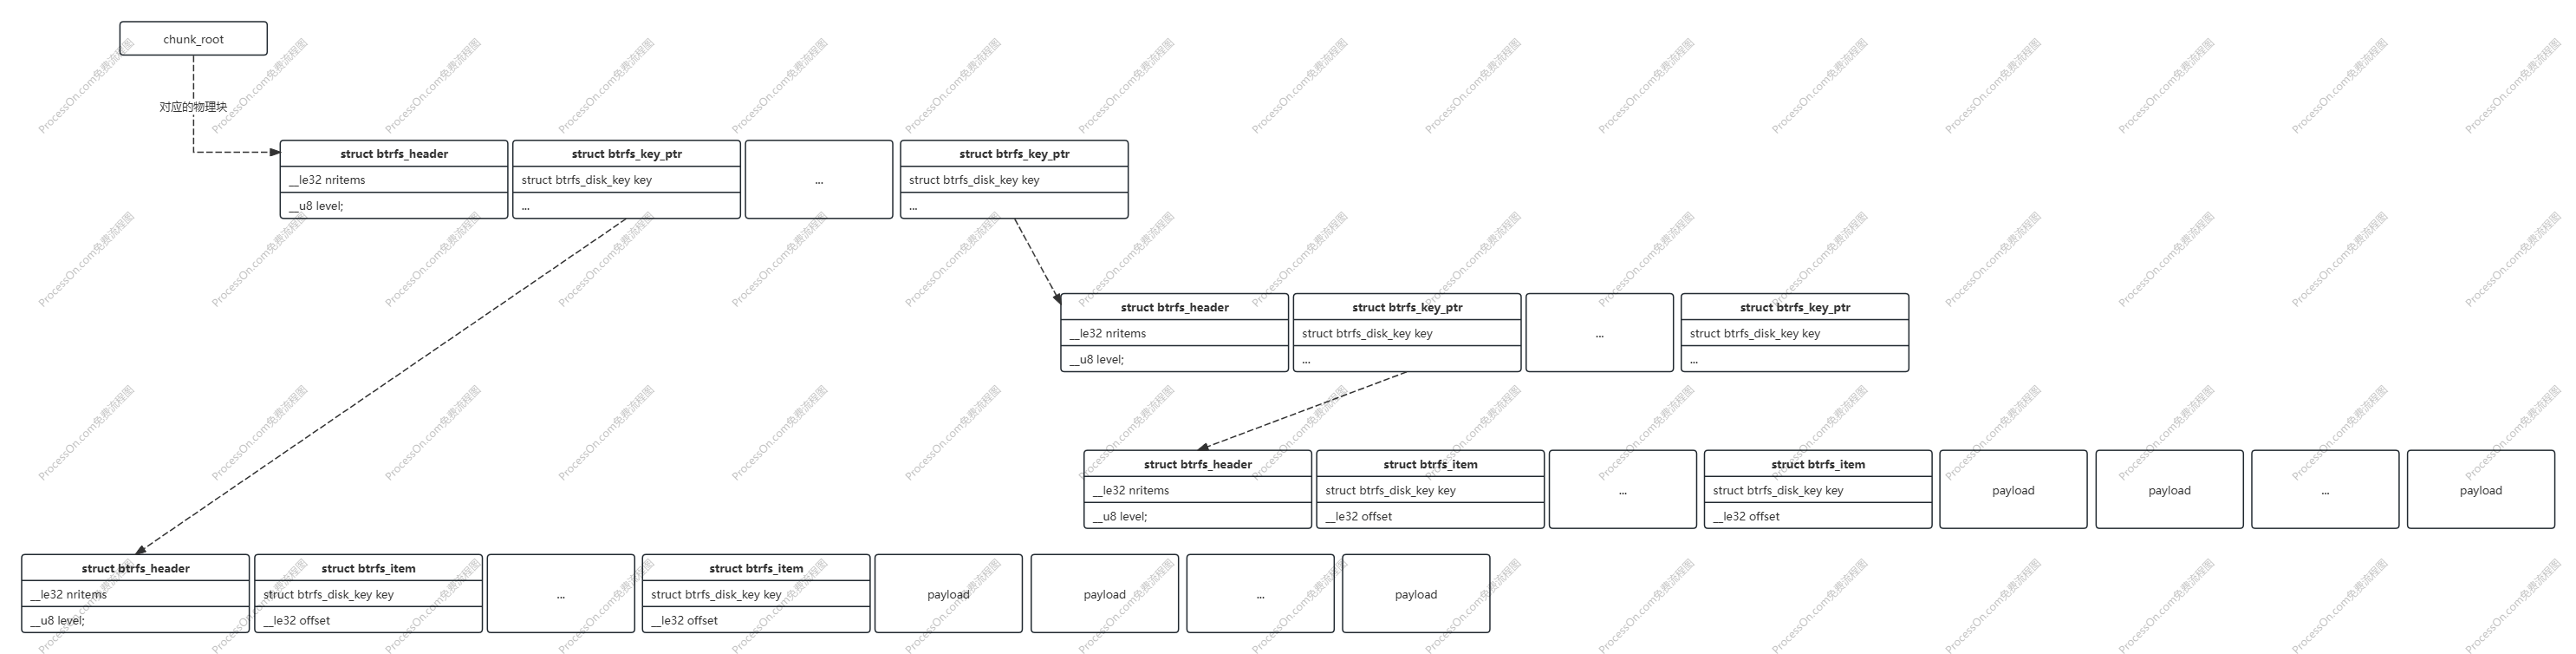 chunk_root
对应的物理块
struct btrfs_header
struct btrfs_key_ptr
struct btrfs_key_ptr
__le32 nritems
struct btrfs_disk_key key
...
struct btrfs_disk_key key
__u8 level;
...
...
struct btrfs_header
struct btrfs_key_ptr
struct btrfs_key_ptr
__le32 nritems
struct btrfs_disk_key key
...
struct btrfs_disk_key key
__u8 level;
...
...
struct btrfs_header
struct btrfs_item
struct btrfs_item
__le32 nritems
struct btrfs_disk_key key
...
struct btrfs_disk_key key
payload
payload
...
payload
__u8 level;
__le32 offset
__le32 offset
struct btrfs_header
struct btrfs_item
struct btrfs_item
__le32 nritems
struct btrfs_disk_key key
...
struct btrfs_disk_key key
payload
payload
...
payload
__u8 level;
__le32 offset
__le32 offset
ProcessOn.com免费流程图